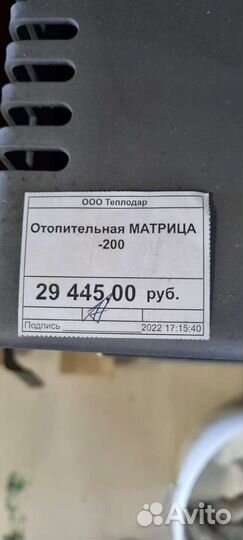 ООО Теплодар
Отопительная МАТРИЦА
-200
29 445,00 руб.
Подпись
2022 17:15:40
Avito